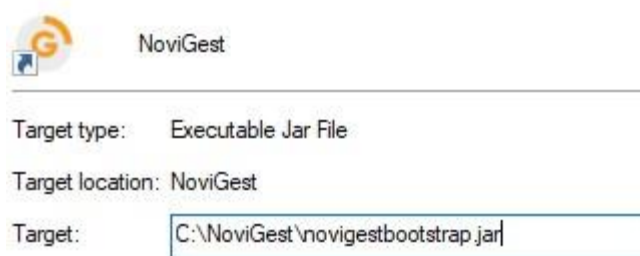 G
NoviGest
Target type: Executable Jar File
Target location: NoviGest
Target: C:\NoviGest\novigestbootstrap.jar